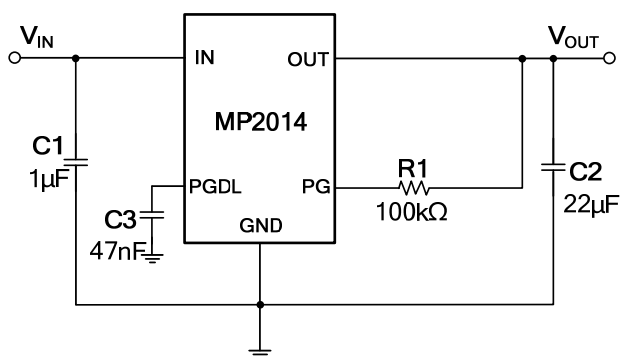 VIN
VOUT
IN
OUT
MP2014
C1
1µF
PGDL
PG
R1
100kΩ
C2
22µF
C3
47nF
GND